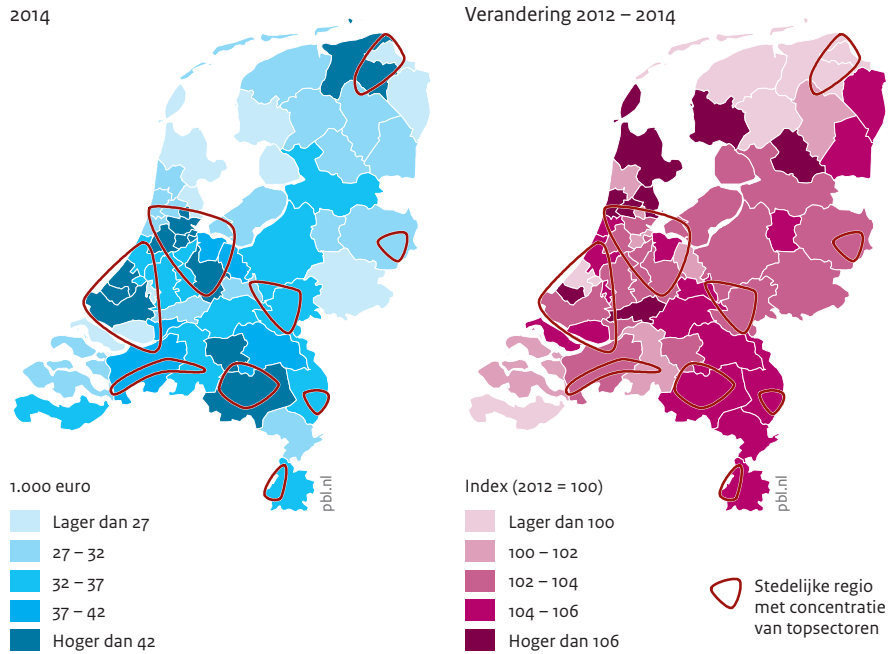 2014
1.000 euro
Lager dan 27
27 – 32
32 – 37
37 – 42
Hoger dan 42
pbl.nl
Verandering 2012 – 2014
Index (2012 = 100)
Lager dan 100
100 – 102
102 – 104
104 – 106
Hoger dan 106
pbl.nl
Stedelijke regio
met concentratie
van topsectoren